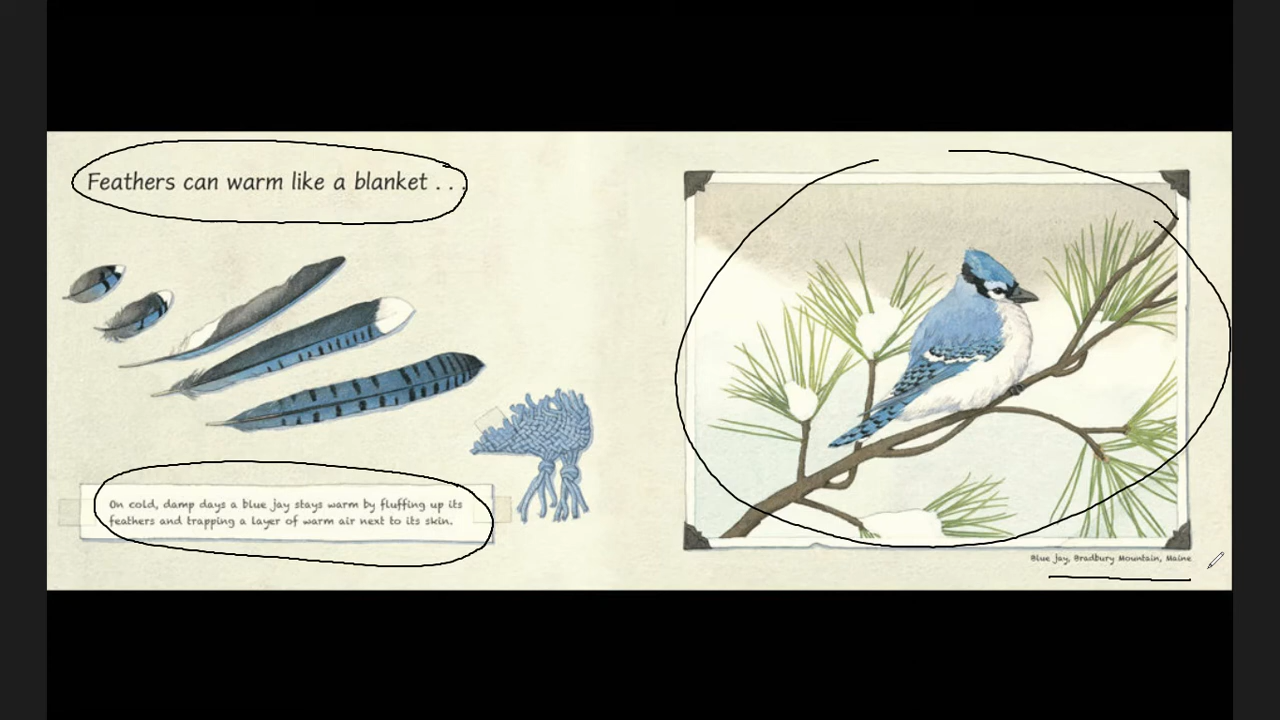 Feathers can warm like a blanket . . .
On cold, damp days a blue jay stays warm by fluffing up its
feathers and trapping a layer of warm air next to its skin.
Blue jay, Bradbury Mountain, Maine